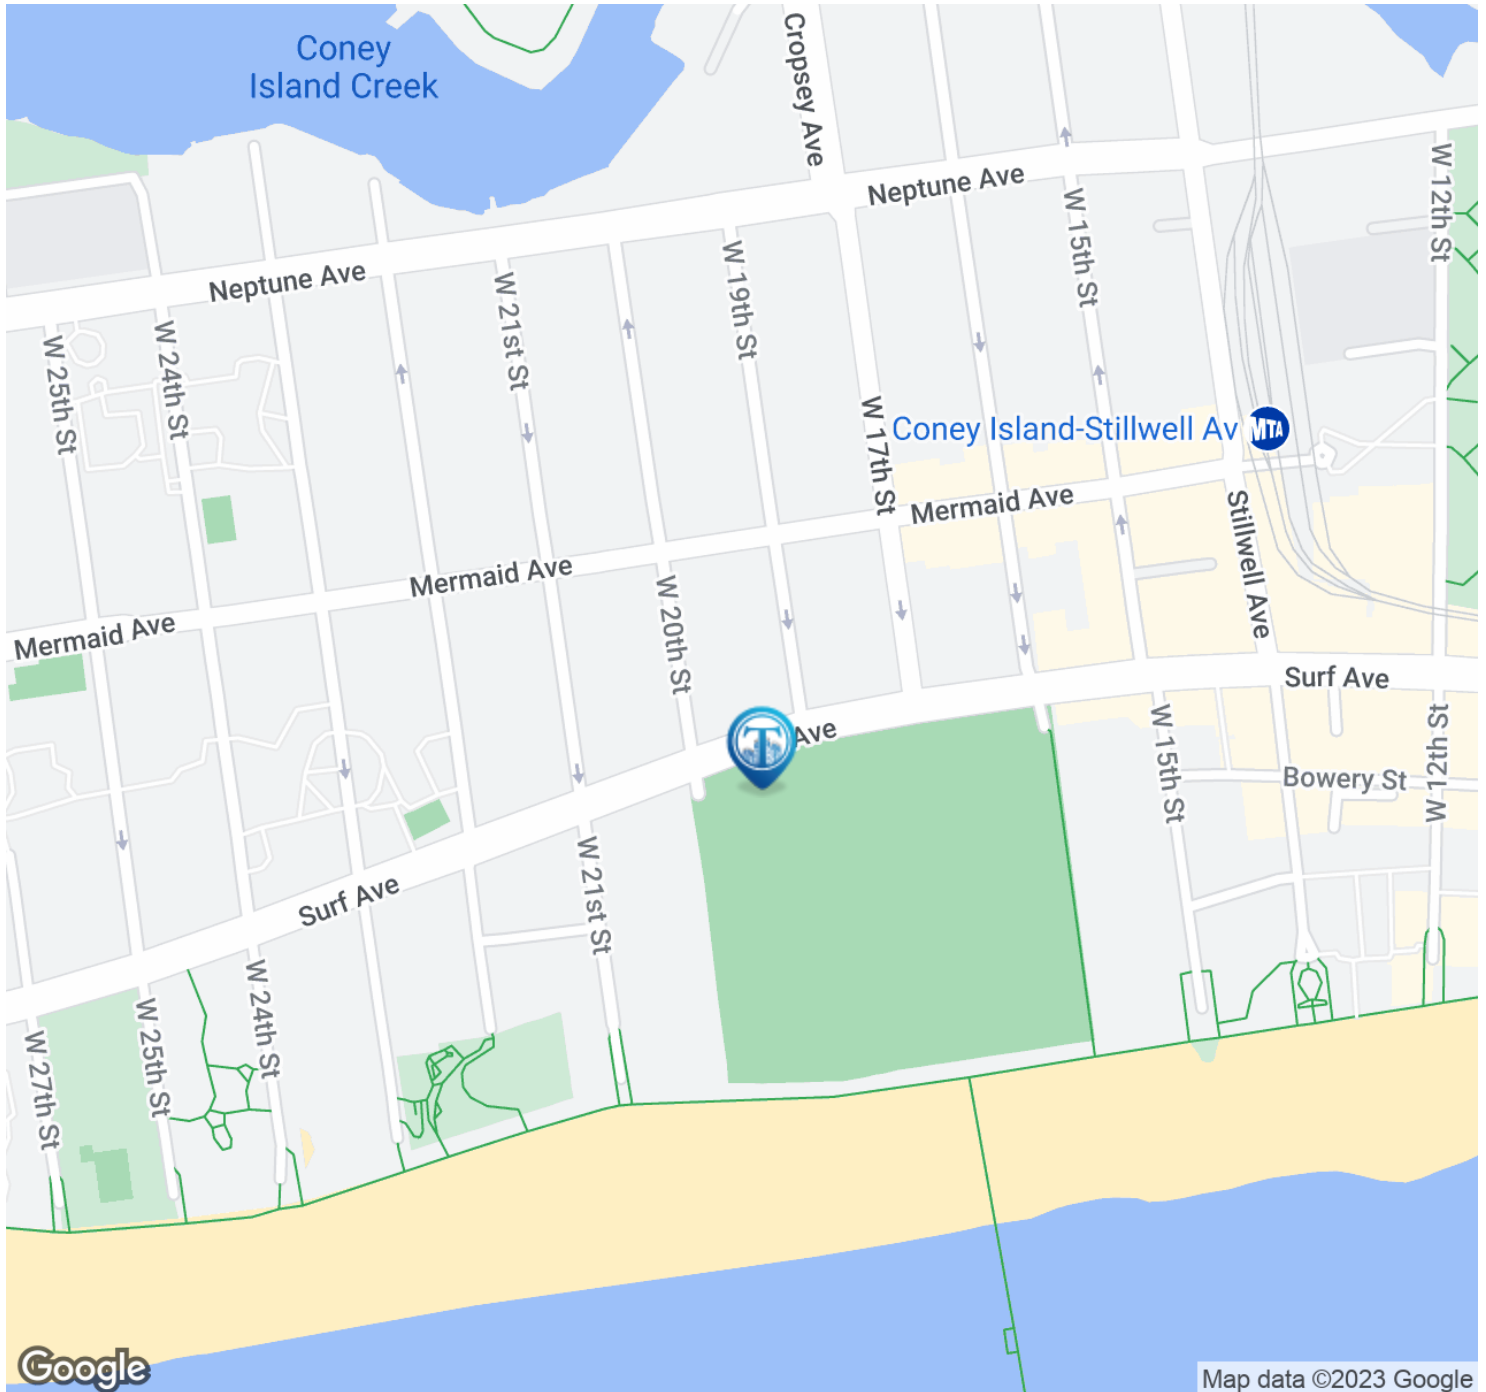 Coney
Island Creek
Cropsey Ave
Neptune Ave
W 12th St
W 15th St
W 19th St
Neptune Ave
W 21st St
W 24th St
W 25th St
W 17th St
Coney Island-Stillwell Av
MTA
Mermaid Ave
Stillwell Ave
Mermaid Ave
W 20th St
Mermaid Ave
Surf Ave
T
Ave
W 15th St
W 12th St
Bowery St
Surf Ave
W 21st St
W 24th St
W 25th St
W 27th St
Google
Map data ©2023 Google